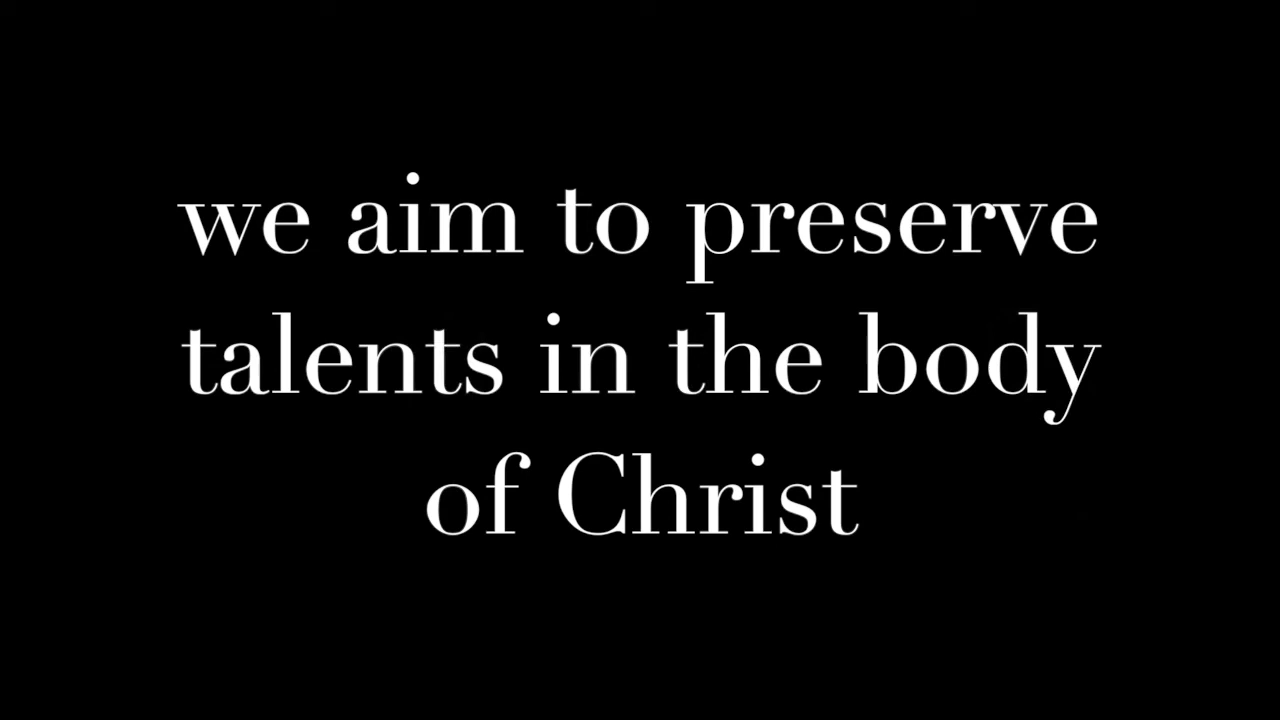 we aim to preserve
talents in the body
of Christ